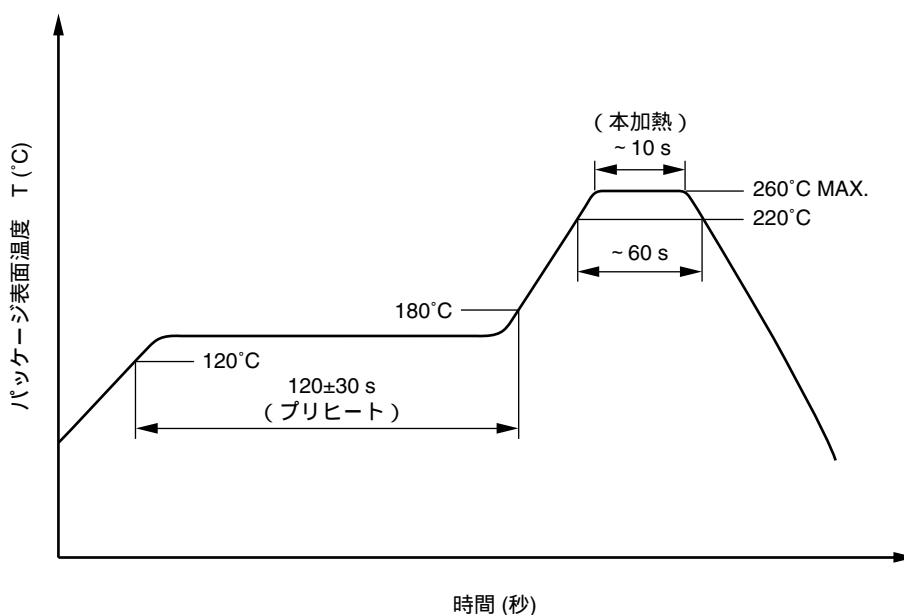 (本加熱)
~ 10 s
260˚C MAX.
220˚C
~ 60 s
180˚C
120˚C
120±30 s
(プリヒート)
パッケージ表面温度 T (˚C)
時間 (秒)